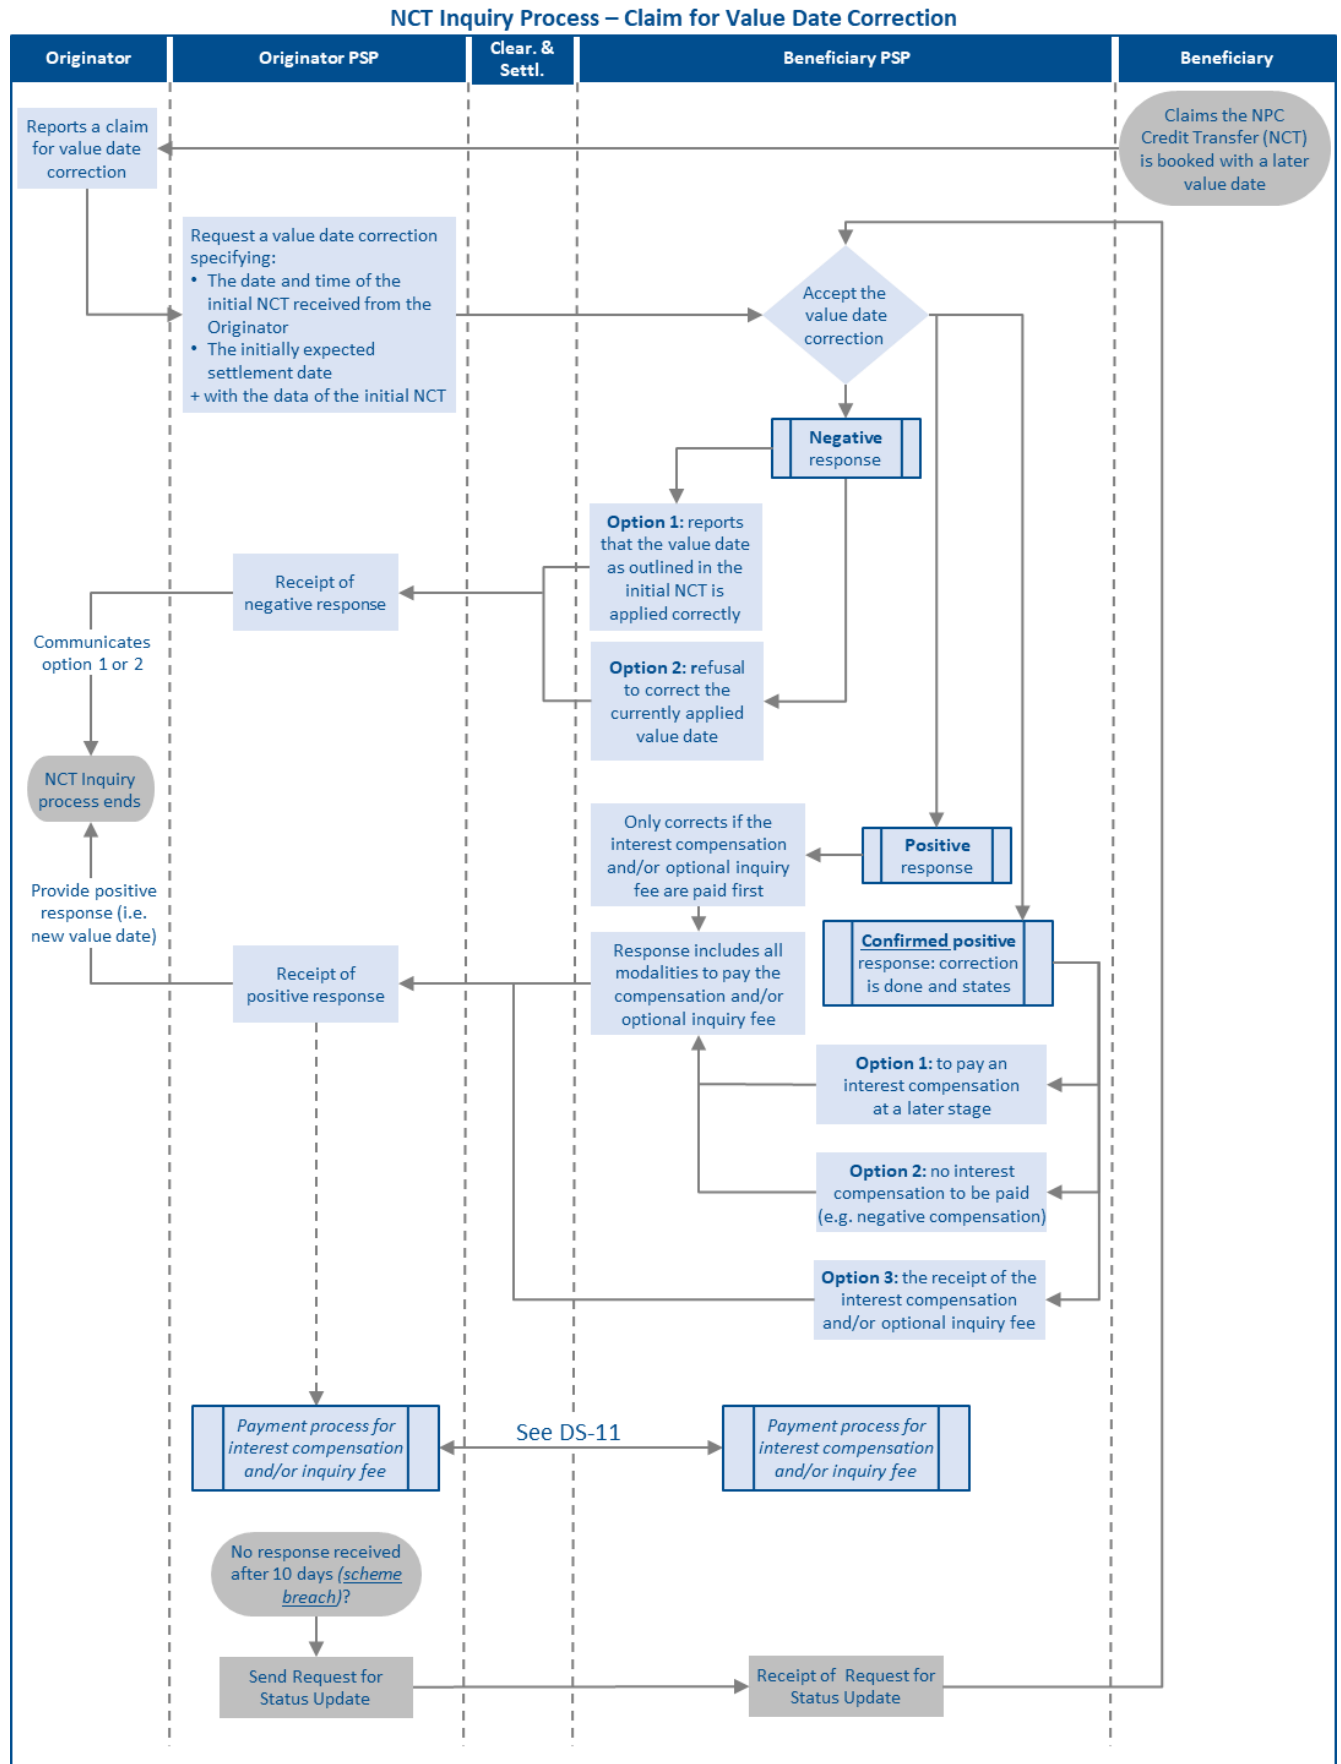 NCT Inquiry Process – Claim for Value Date Correction
Originator
Originator PSP
Clear. &
Settl.
Beneficiary PSP
Beneficiary
Reports a claim
for value date
correction
Claims the NPC
Credit Transfer (NCT)
is booked with a later
value date
Request a value date correction
specifying:
• The date and time of the
initial NCT received from the
Originator
• The initially expected
settlement date
+ with the data of the initial NCT
Accept the
value date
correction
Negative
response
Option 1: reports
that the value date
as outlined in the
initial NCT is
applied correctly
Receipt of
negative response
Communicates
option 1 or 2
Option 2: refusal
to correct the
currently applied
value date
NCT Inquiry
process ends
Only corrects if the
interest compensation
and/or optional inquiry
fee are paid first
Positive
response
Provide positive
response (i.e.
new value date)
Confirmed positive
response: correction
is done and states
Response includes all
modalities to pay the
compensation and/or
optional inquiry fee
Receipt of
positive response
Option 1: to pay an
interest compensation
at a later stage
Option 2: no interest
compensation to be paid
(e.g. negative compensation)
Option 3: the receipt of the
interest compensation
and/or optional inquiry fee
Payment process for
interest compensation
and/or inquiry fee
See DS-11
Payment process for
interest compensation
and/or inquiry fee
No response received
after 10 days (scheme
breach)?
Send Request for
Status Update
Receipt of Request for
Status Update